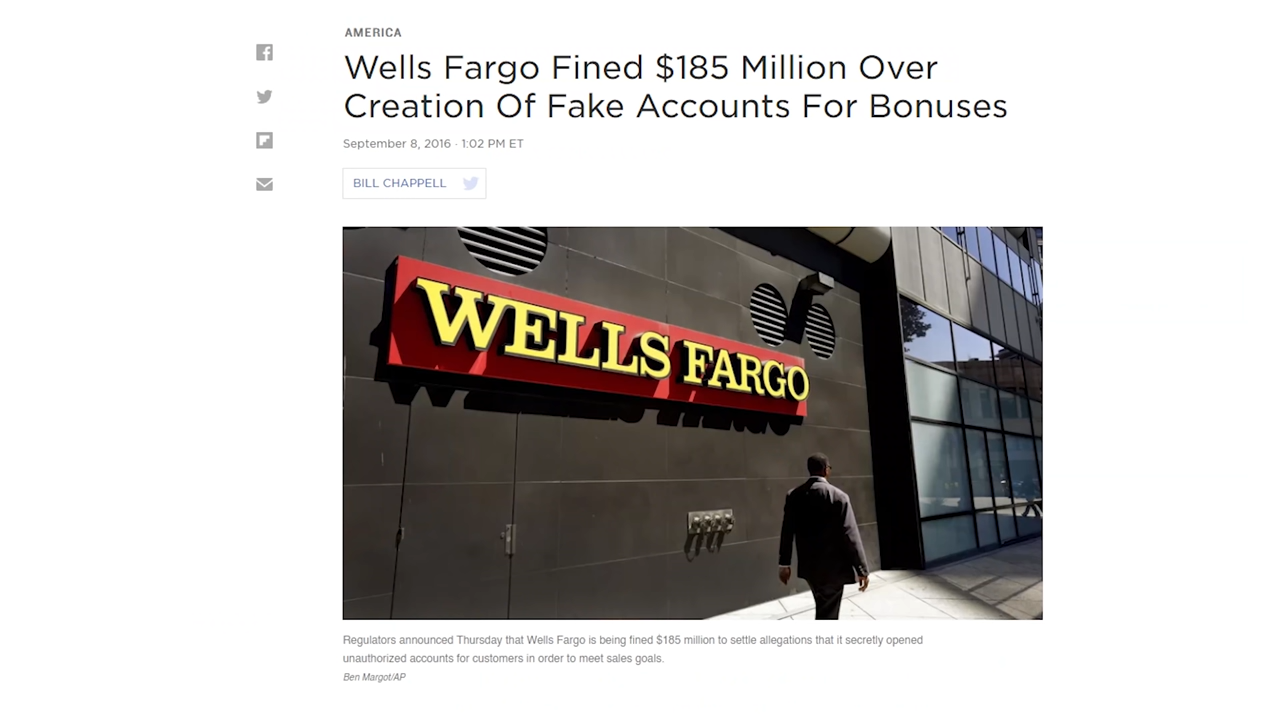 AMERICA
Wells Fargo Fined $185 Million Over
Creation Of Fake Accounts For Bonuses
September 8, 2016 · 1:02 PM ET
BILL CHAPPELL
WELLS FARGO
Regulators announced Thursday that Wells Fargo is being fined $185 million to settle allegations that it secretly opened
unauthorized accounts for customers in order to meet sales goals.
Ben Margot/AP